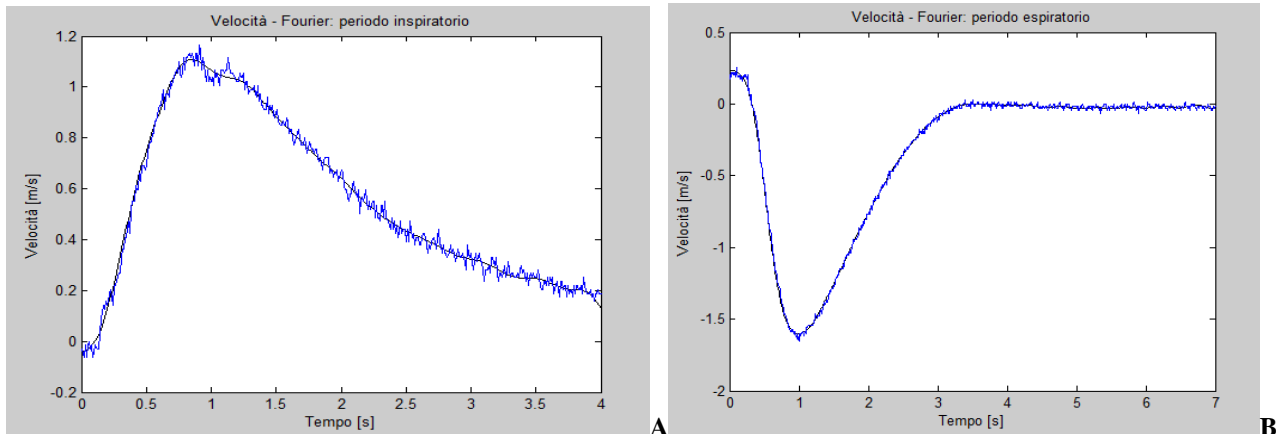 Velocità - Fourier: periodo inspiratorio
1.2
1
0.8
0.6
0.4
0.2
0
-0.2
Velocità [m/s]
0 0.5 1 1.5 2 2.5 3 3.5 4
Tempo [s]
A
Velocità - Fourier: periodo espiratorio
0.5
0
-0.5
-1
-1.5
-2
Velocità [m/s]
0 1 2 3 4 5 6 7
Tempo [s]
B